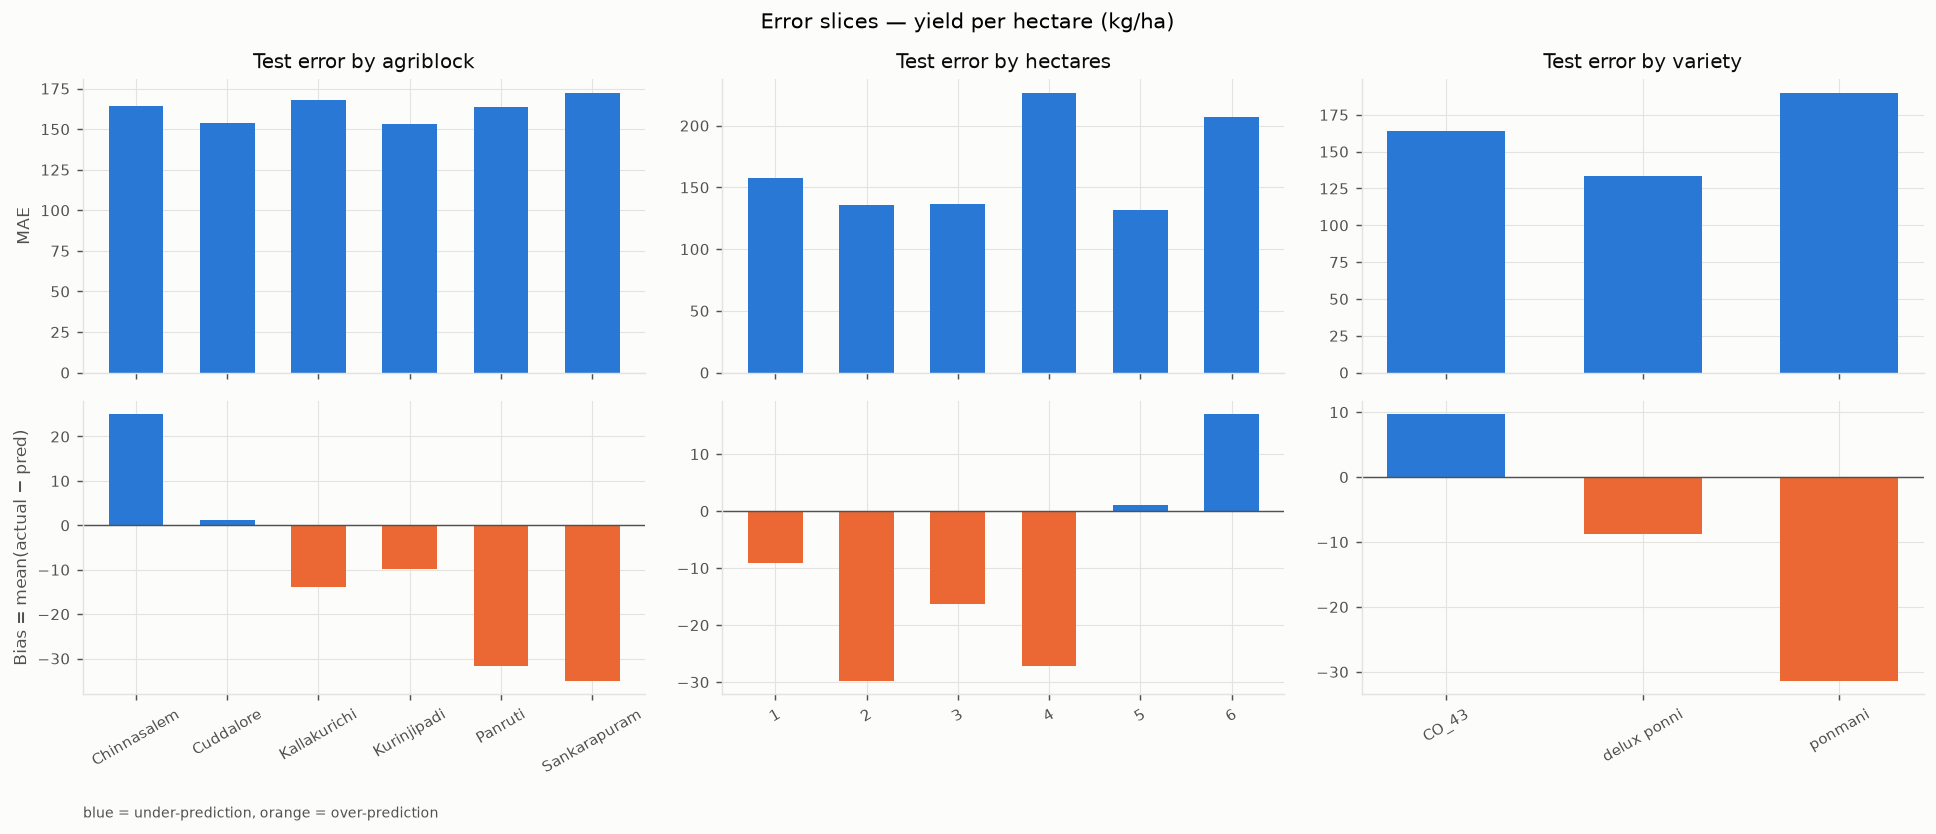 Error slices — yield per hectare (kg/ha)
Test error by agriblock
Test error by hectares
Test error by variety
MAE
175
150
125
100
75
50
25
0
200
150
100
50
0
175
150
125
100
75
50
25
0
Bias = mean(actual − pred)
20
10
0
−10
−20
−30
10
0
−10
−20
−30
10
0
−10
−20
−30
Chinnasalem
Cuddalore
Kallakurichi
Kurinjipadi
Panruti
Sankarapuram
1
2
3
4
5
6
CO_43
delux ponni
ponmani
blue = under-prediction, orange = over-prediction